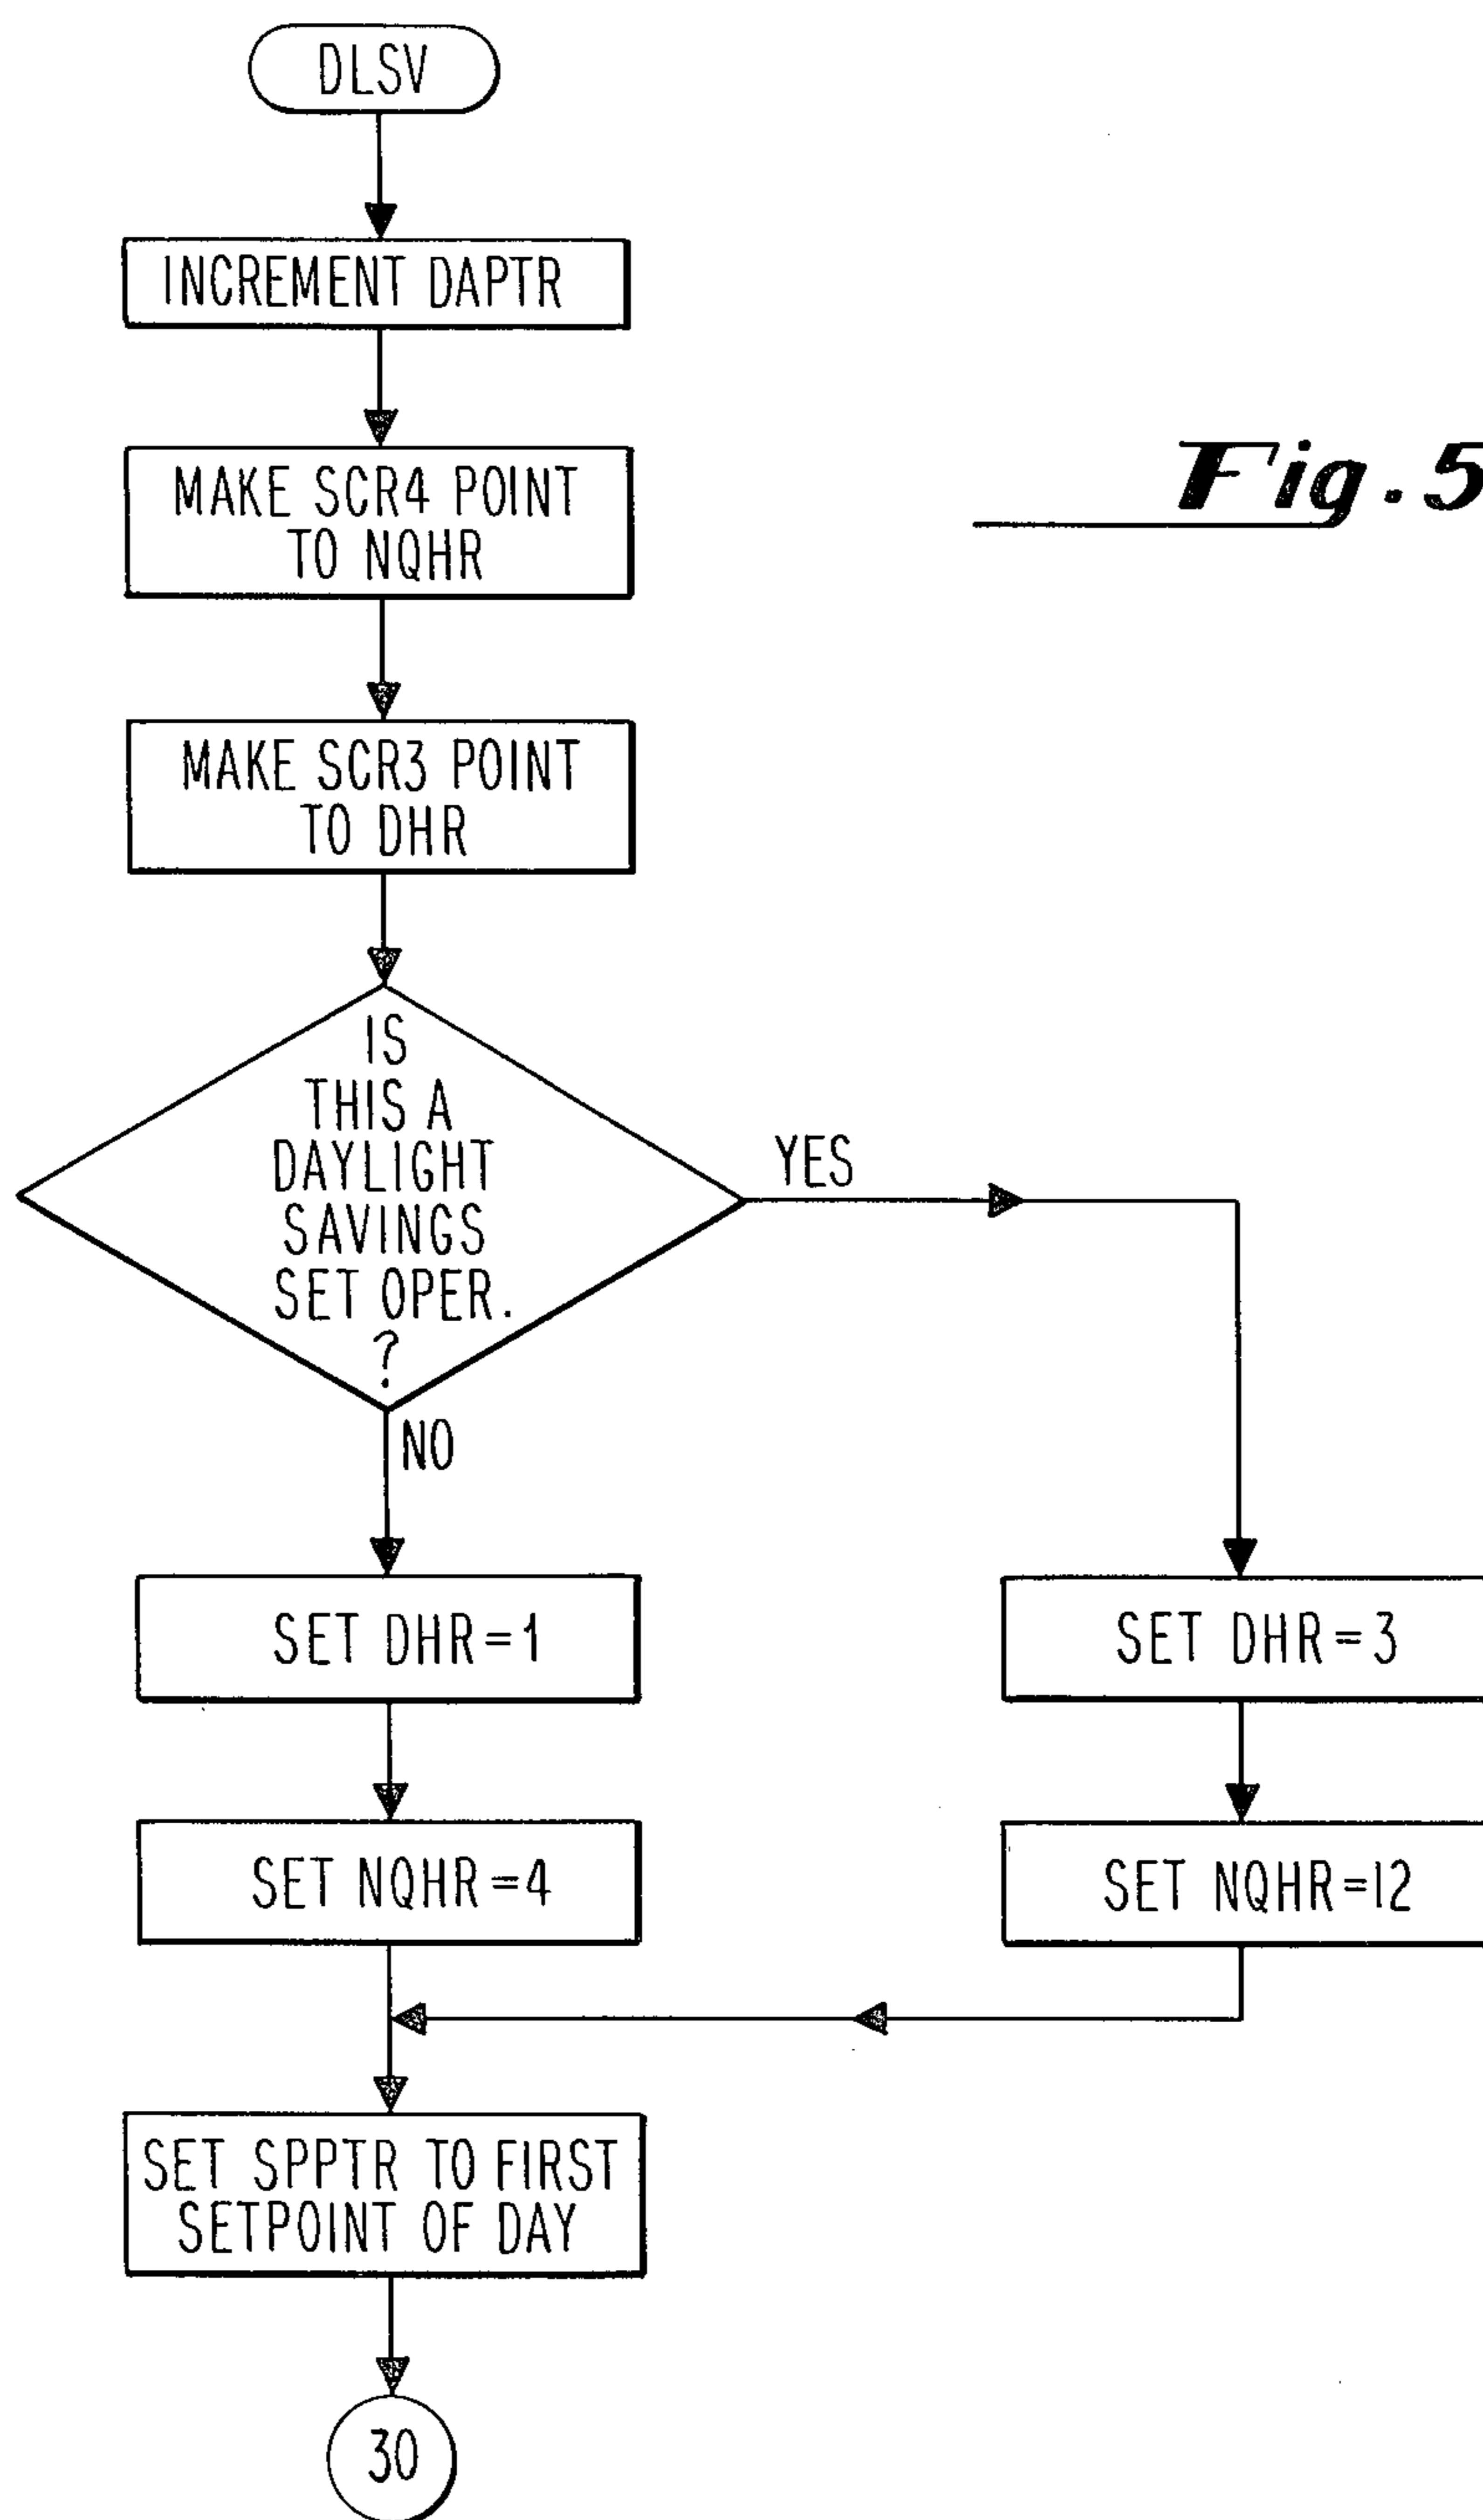 DLSV
INCREMENT DAPTR
Fig. 5
MAKE SCR4 POINT
TO NQHR
MAKE SCR3 POINT
TO DHR
IS
THIS A
DAYLIGHT
SAVINGS
SET OPER.
?
YES
NO
SET DHR=1
SET DHR=3
SET NQHR=4
SET NQHR=12
SET SPPTR TO FIRST
SETPOINT OF DAY
30